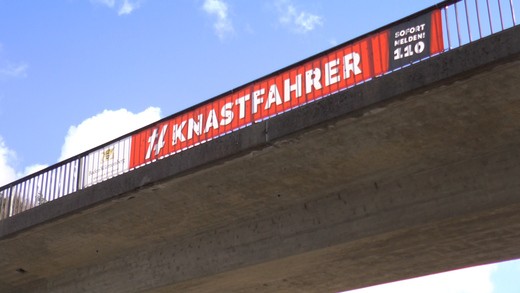 # KNASTFAHRER
SOFORT
MELDEN!
110